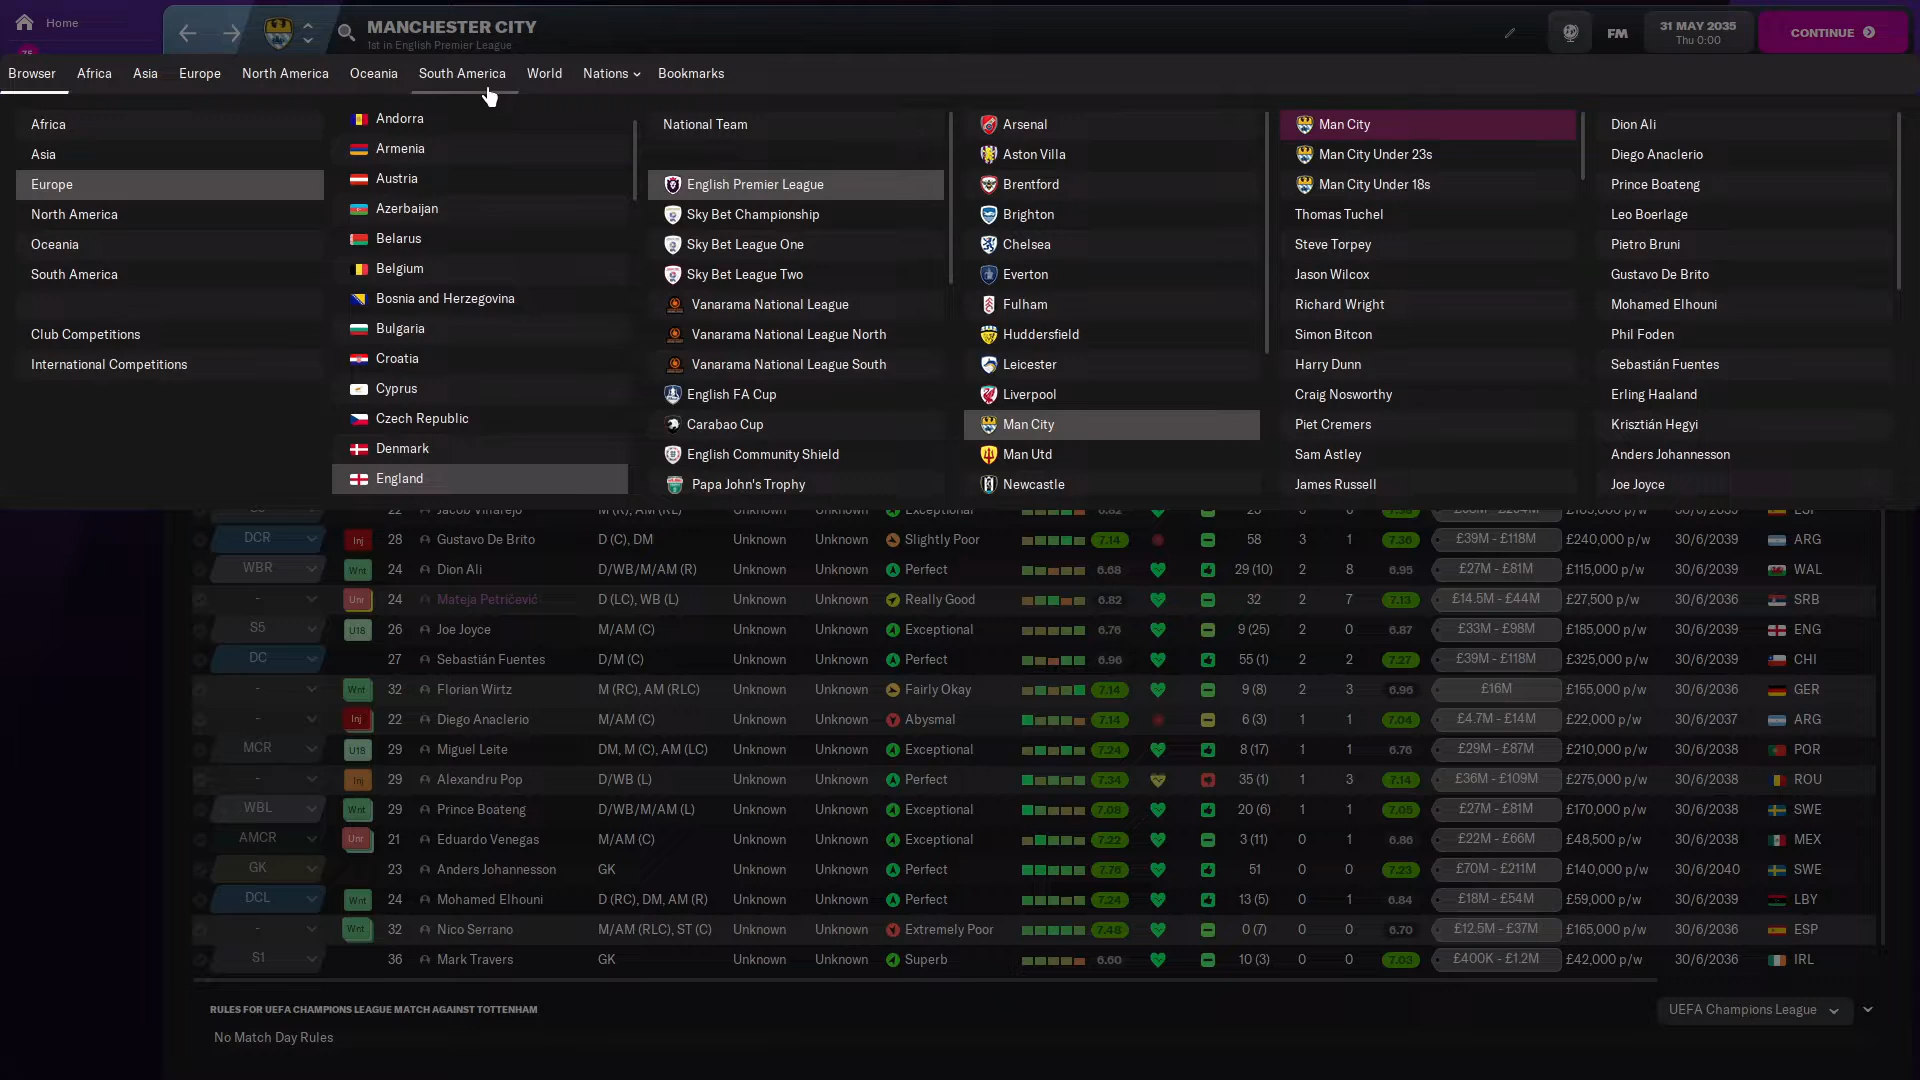 Home
MANCHESTER CITY
1st in English Premier League
FM
31 MAY 2035
Thu 0:00
CONTINUE
Browser Africa Asia Europe North America Oceania South America World Nations Bookmarks
Africa
Asia
Europe
North America
Oceania
South America
Club Competitions
International Competitions
Andorra
Armenia
Austria
Azerbaijan
Belarus
Belgium
Bosnia and Herzegovina
Bulgaria
Croatia
Cyprus
Czech Republic
Denmark
England
National Team
English Premier League
Sky Bet Championship
Sky Bet League One
Sky Bet League Two
Vanarama National League
Vanarama National League North
Vanarama National League South
English FA Cup
Carabao Cup
English Community Shield
Papa John's Trophy
Arsenal
Aston Villa
Brentford
Brighton
Chelsea
Everton
Fulham
Huddersfield
Leicester
Liverpool
Man City
Man Utd
Newcastle
Man City
Man City Under 23s
Man City Under 18s
Thomas Tuchel
Steve Torpey
Jason Wilcox
Richard Wright
Simon Bitcon
Harry Dunn
Craig Nosworthy
Piet Cremers
Sam Astley
James Russell
Dion Ali
Diego Anaclerio
Prince Boateng
Leo Boerlage
Pietro Bruni
Gustavo De Brito
Mohamed Elhouni
Phil Foden
Sebastián Fuentes
Erling Haaland
Krisztián Hegyi
Anders Johannesson
Joe Joyce
DCR Inj 28 Gustavo De Brito D (C), DM Unknown Unknown Slightly Poor 7.14 58 3 1 7.36 £39M - £118M £240,000 p/w 30/6/2039 ARG
WBR Wnt 24 Dion Ali D/WB/M/AM (R) Unknown Unknown Perfect 6.68 29 (10) 2 8 6.95 £27M - £81M £115,000 p/w 30/6/2039 WAL
- Unr 24 Mateja Petričević D (LC), WB (L) Unknown Unknown Really Good 6.82 32 2 7 7.13 £14.5M - £44M £27,500 p/w 30/6/2036 SRB
S5 U18 26 Joe Joyce M/AM (C) Unknown Unknown Exceptional 6.76 9 (25) 2 0 6.87 £33M - £98M £185,000 p/w 30/6/2039 ENG
DC 27 Sebastián Fuentes D/M (C) Unknown Unknown Perfect 6.96 55 (1) 2 2 7.27 £39M - £118M £325,000 p/w 30/6/2039 CHI
- Wnt 32 Florian Wirtz M (RC), AM (RLC) Unknown Unknown Fairly Okay 7.14 9 (8) 2 3 6.96 £16M £155,000 p/w 30/6/2036 GER
- Inj 22 Diego Anaclerio M/AM (C) Unknown Unknown Abysmal 7.14 6 (3) 1 1 7.04 £4.7M - £14M £22,000 p/w 30/6/2037 ARG
MCR U18 29 Miguel Leite DM, M (C), AM (LC) Unknown Unknown Exceptional 7.24 8 (17) 1 1 6.76 £29M - £87M £210,000 p/w 30/6/2038 POR
- Inj 29 Alexandru Pop D/WB (L) Unknown Unknown Perfect 7.34 35 (1) 1 3 7.14 £36M - £109M £275,000 p/w 30/6/2038 ROU
WBL Wnt 29 Prince Boateng D/WB/M/AM (L) Unknown Unknown Exceptional 7.08 20 (6) 1 1 7.05 £27M - £81M £170,000 p/w 30/6/2038 SWE
AMCR Unr 21 Eduardo Venegas M/AM (C) Unknown Unknown Exceptional 7.22 3 (11) 0 1 6.86 £22M - £66M £48,500 p/w 30/6/2038 MEX
GK 23 Anders Johannesson GK Unknown Unknown Perfect 7.76 51 0 0 7.23 £70M - £211M £140,000 p/w 30/6/2040 SWE
DCL Wnt 24 Mohamed Elhouni D (RC), DM, AM (R) Unknown Unknown Perfect 7.24 13 (5) 0 1 6.84 £18M - £54M £59,000 p/w 30/6/2039 LBY
- Wnt 32 Nico Serrano M/AM (RLC), ST (C) Unknown Unknown Extremely Poor 7.48 0 (7) 0 0 6.70 £12.5M - £37M £165,000 p/w 30/6/2036 ESP
S1 36 Mark Travers GK Unknown Unknown Superb 6.60 10 (3) 0 0 7.03 £400K - £1.2M £42,000 p/w 30/6/2036 IRL
RULES FOR UEFA CHAMPIONS LEAGUE MATCH AGAINST TOTTENHAM
UEFA Champions League
No Match Day Rules